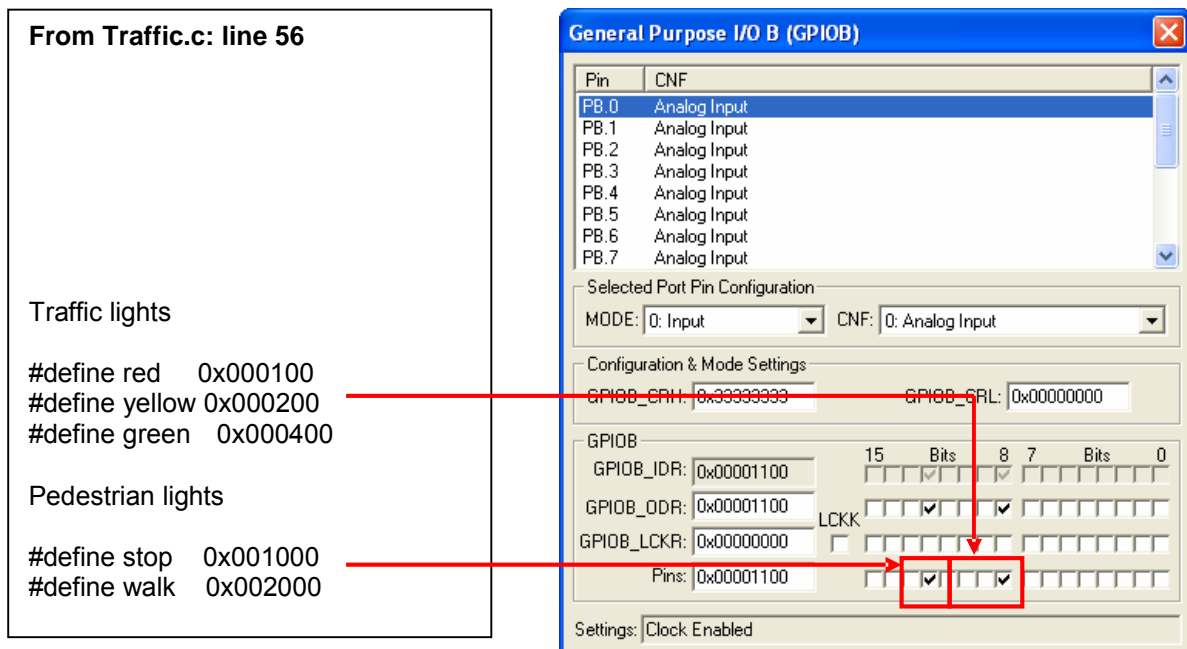 From Traffic.c: line 56
Traffic lights
#define red 0x000100
#define yellow 0x000200
#define green 0x000400
Pedestrian lights
#define stop 0x001000
#define walk 0x002000
General Purpose I/O B (GPIOB)
Pin CNF
PB.0 Analog Input
PB.1 Analog Input
PB.2 Analog Input
PB.3 Analog Input
PB.4 Analog Input
PB.5 Analog Input
PB.6 Analog Input
PB.7 Analog Input
Selected Port Pin Configuration
MODE: 0: Input CNF: 0: Analog Input
Configuration & Mode Settings
GPIOB_CRH: 0x33333333 GPIOB_CRL: 0x00000000
GPIOB
15 Bits 8 7 Bits 0
GPIOB_IDR: 0x00001100
GPIOB_ODR: 0x00001100
LCKK
GPIOB_LCKR: 0x00000000
Pins: 0x00001100
Settings: Clock Enabled